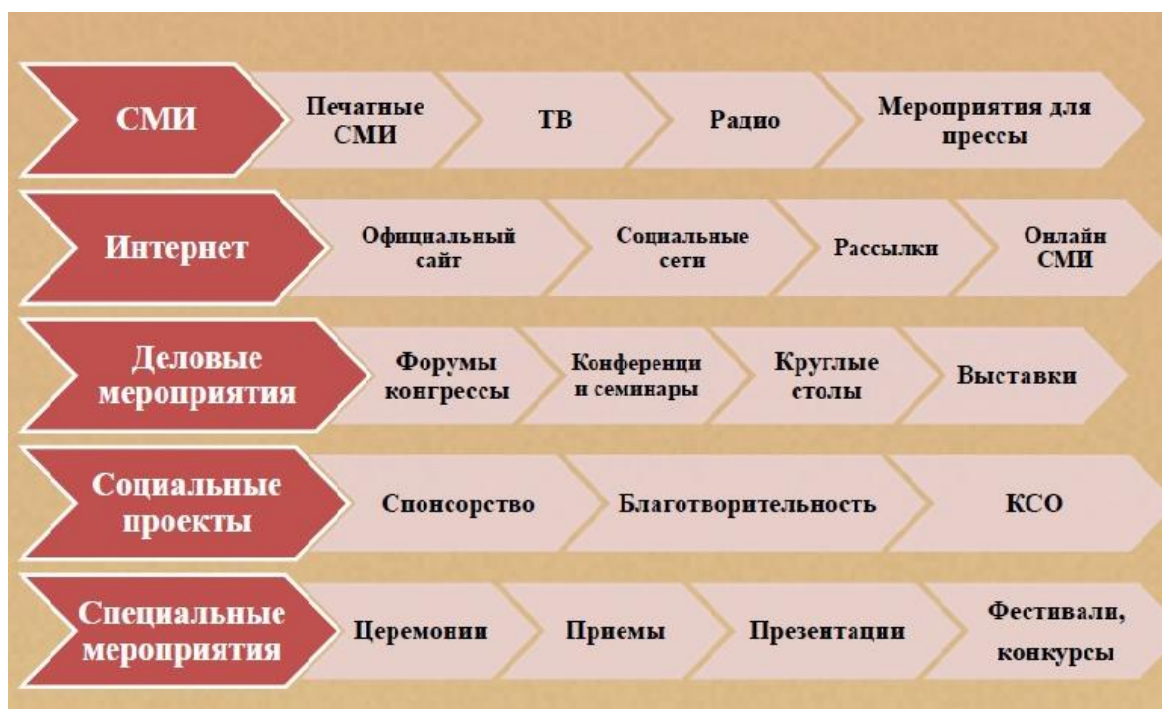 СМИ
Печатные
СМИ
ТВ
Радио
Мероприятия для
прессы
Интернет
Официальный
сайт
Социальные
сети
Рассылки
Онлайн
СМИ
Деловые
мероприятия
Форумы
конгрессы
Конференци
и семинары
Круглые
столы
Выставки
Социальные
проекты
Спонсорство
Благотворительность
КСО
Специальные
мероприятия
Церемонии
Приемы
Презентации
Фестивали,
конкурсы